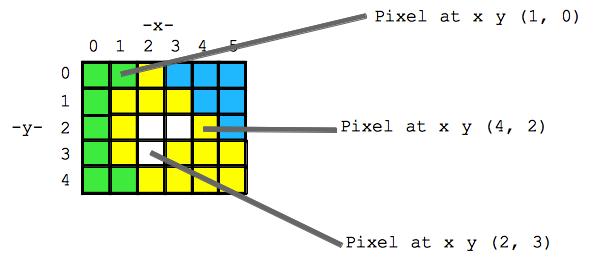 -x-
0 1 2 3 4 5
Pixel at x y (1, 0)
0
1
-y- 2
Pixel at x y (4, 2)
3
4
Pixel at x y (2, 3)